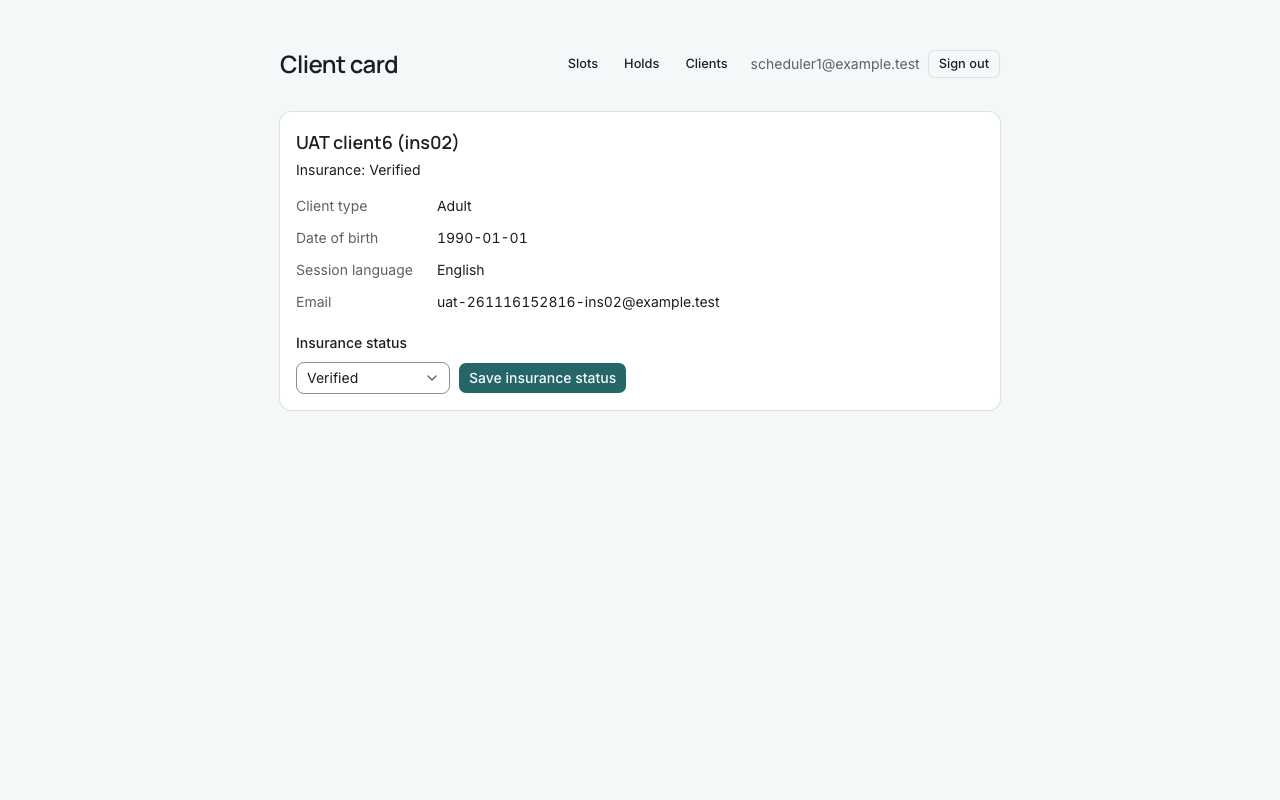 Client card
Slots Holds Clients scheduler1@example.test Sign out
UAT client6 (ins02)
Insurance: Verified
Client type Adult
Date of birth 1990-01-01
Session language English
Email uat-261116152816-ins02@example.test
Insurance status
Verified Save insurance status